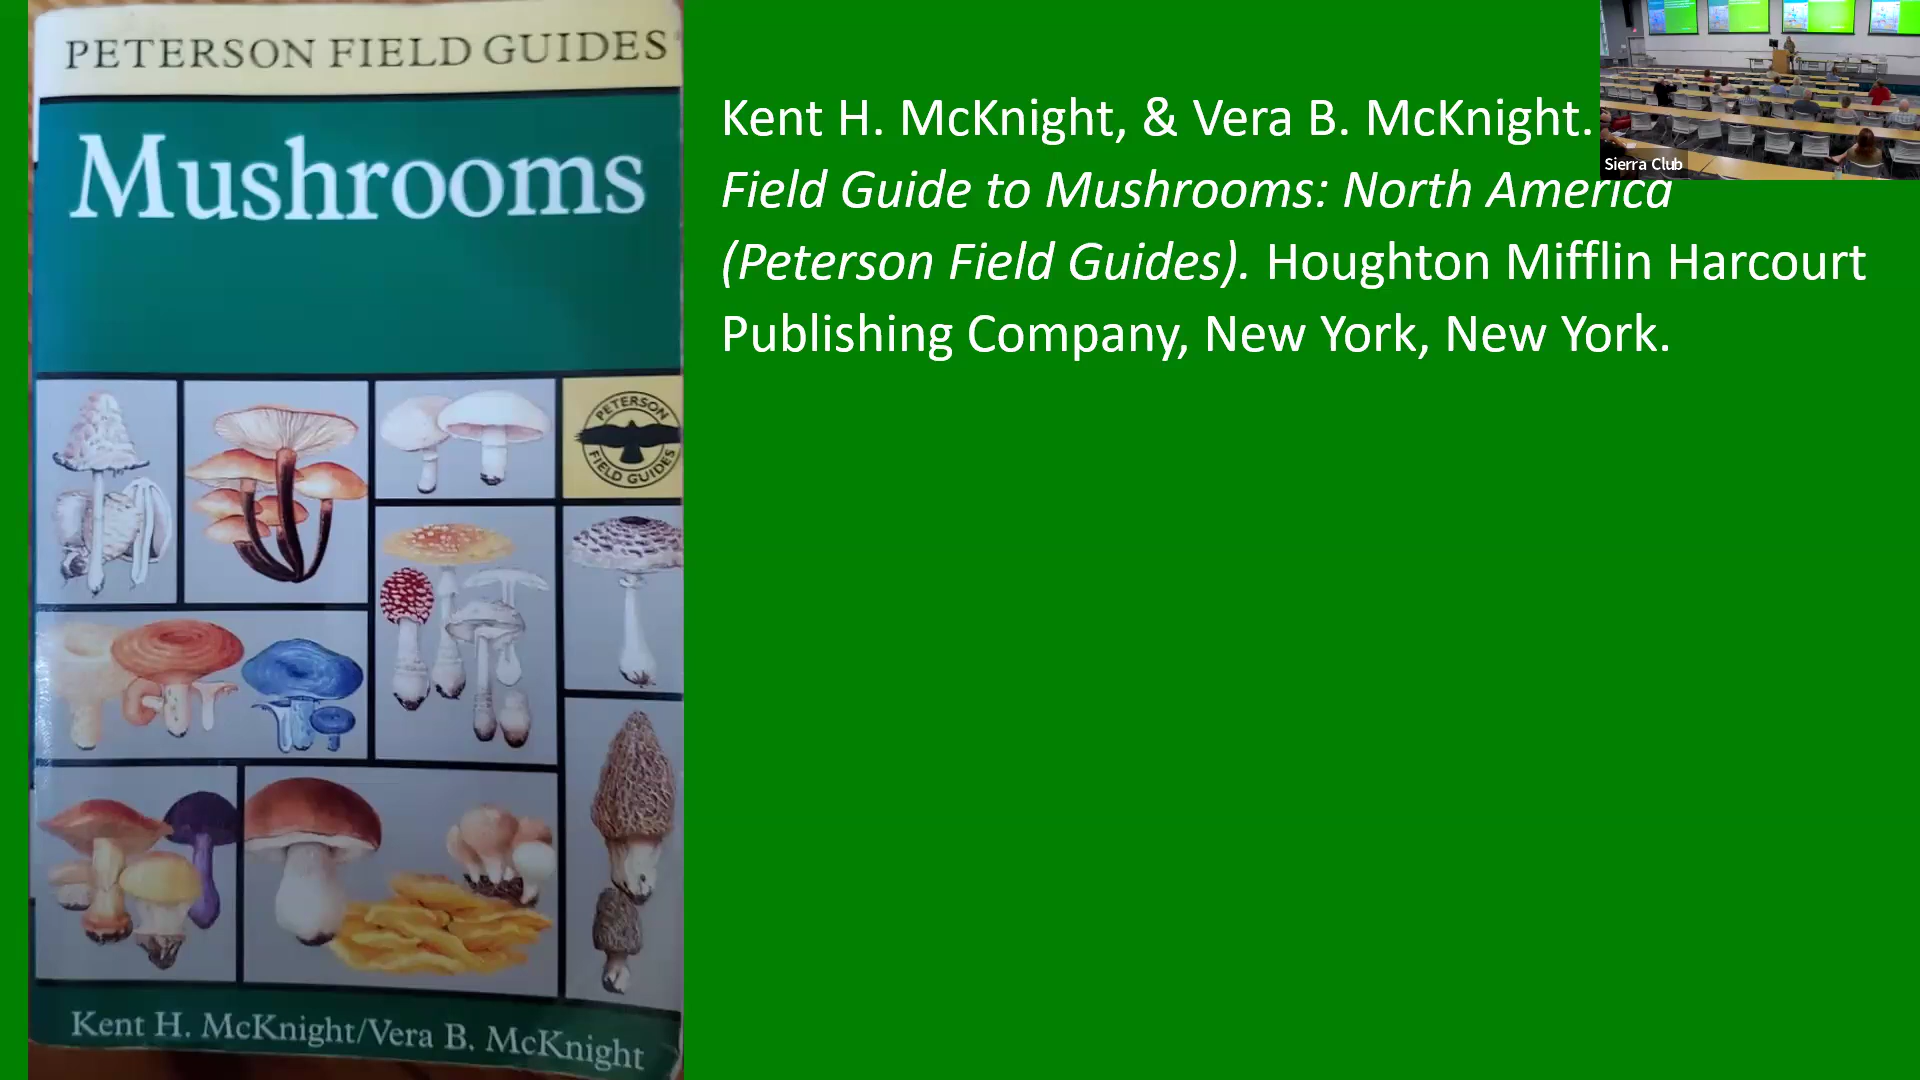 PETERSON FIELD GUIDES
Mushrooms
PETERSON
FIELD GUIDES
Kent H. McKnight/Vera B. McKnight
Kent H. McKnight, & Vera B. McKnight.
Field Guide to Mushrooms: North America
(Peterson Field Guides). Houghton Mifflin Harcourt
Publishing Company, New York, New York.
Sierra Club